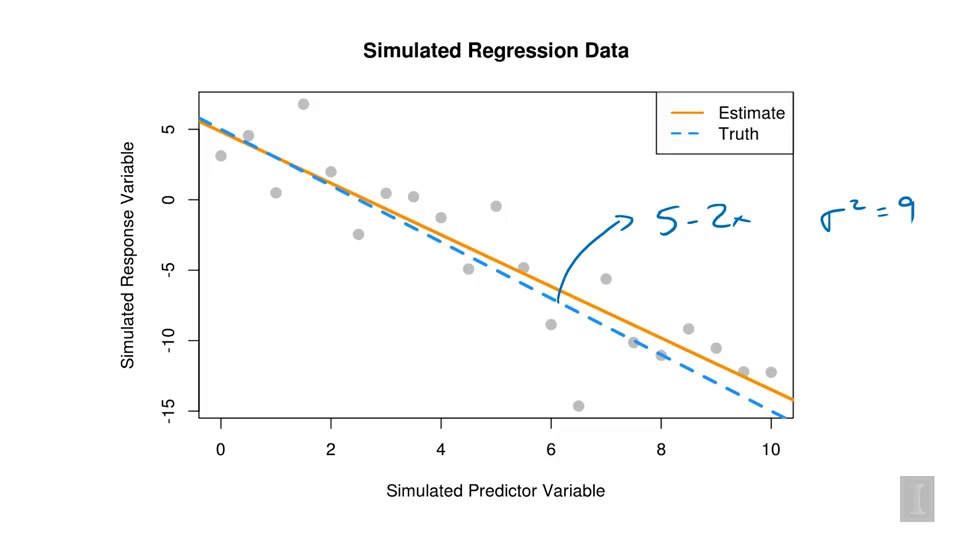 Simulated Regression Data
Simulated Response Variable
5
0
-5
-10
-15
Estimate
Truth
5 - 2x
σ² = 9
0 2 4 6 8 10
Simulated Predictor Variable
I